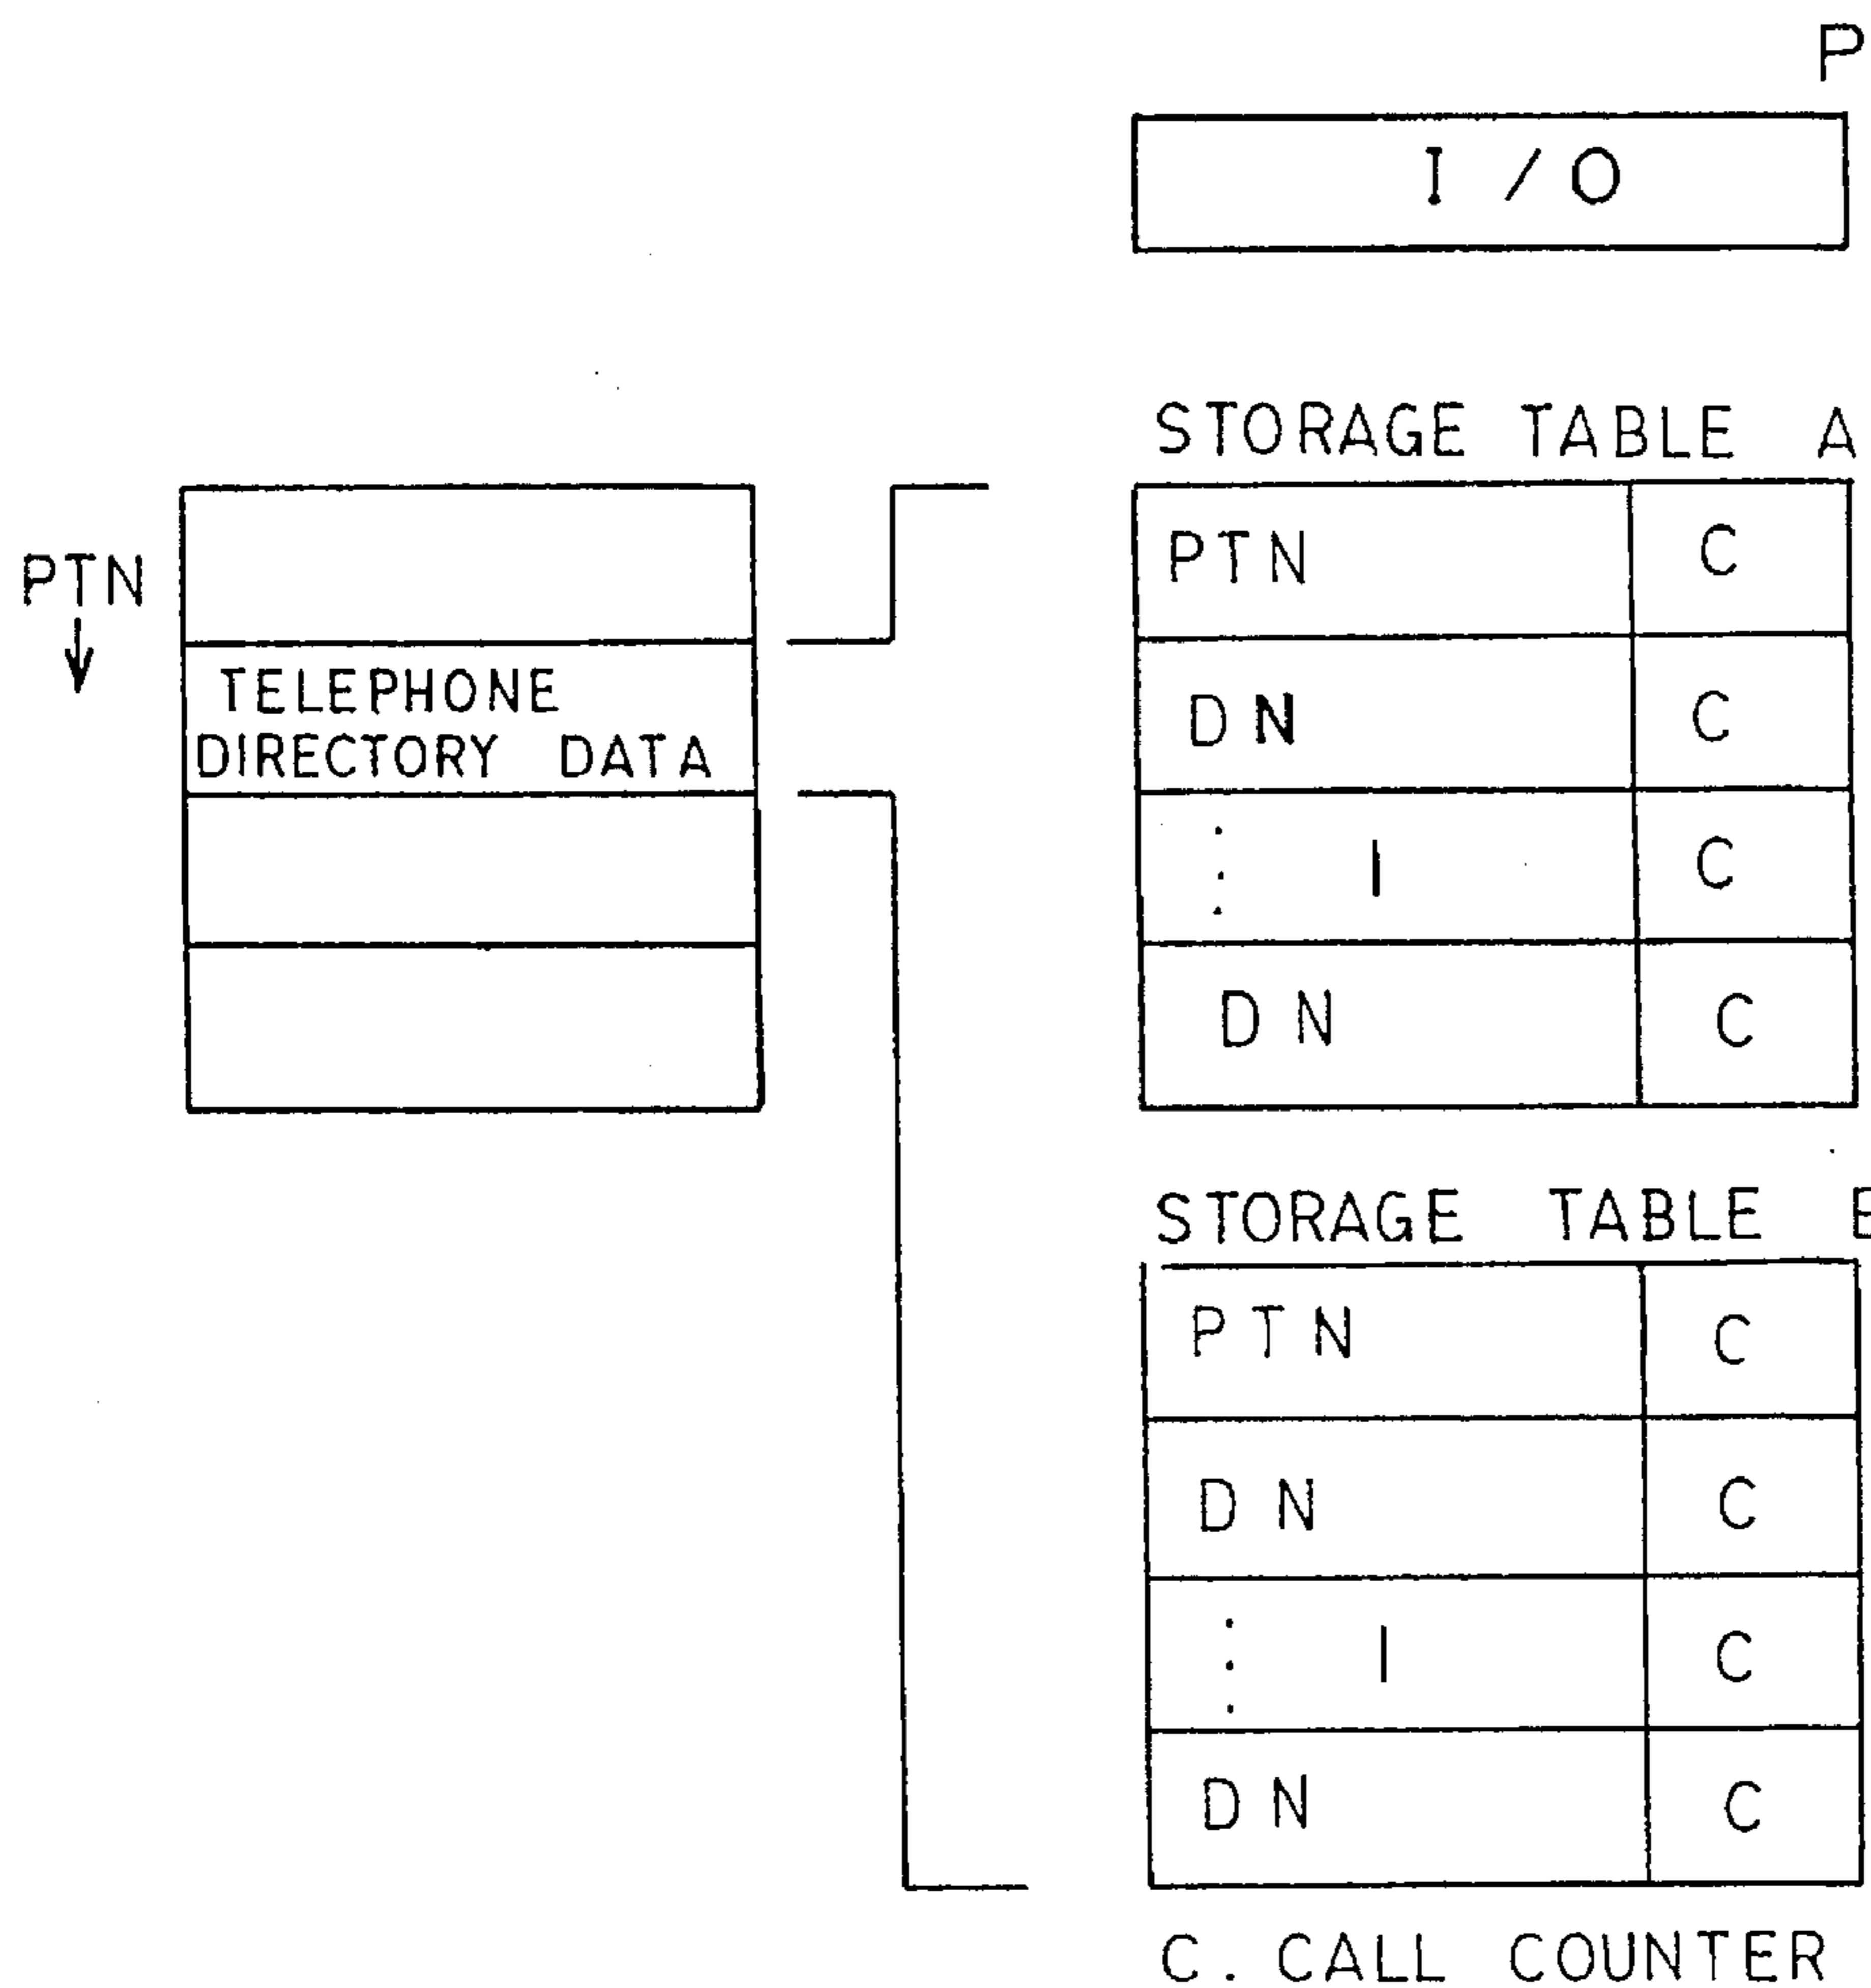 P
I / O
STORAGE TABLE A
PTN C
DN C
⋮ | C
DN C
PTN
TELEPHONE
DIRECTORY DATA
STORAGE TABLE
PTN C
DN C
⋮ | C
DN C
C. CALL COUNTER